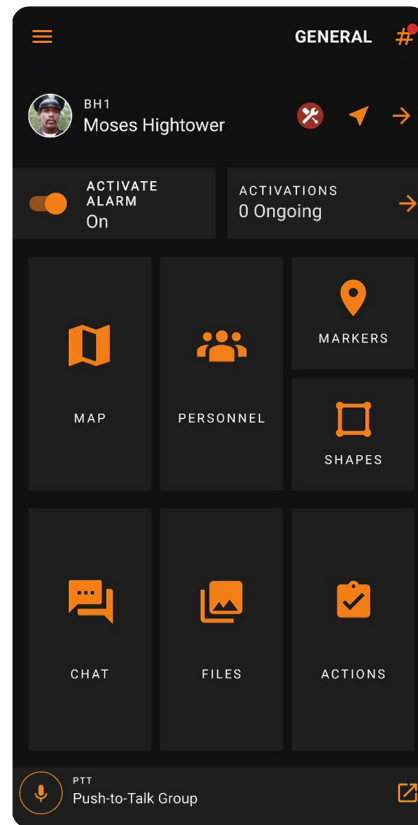 GENERAL #
BH1
Moses Hightower
ACTIVATE
ALARM
On
ACTIVATIONS
0 Ongoing
MAP
PERSONNEL
MARKERS
SHAPES
CHAT
FILES
ACTIONS
PTT
Push-to-Talk Group